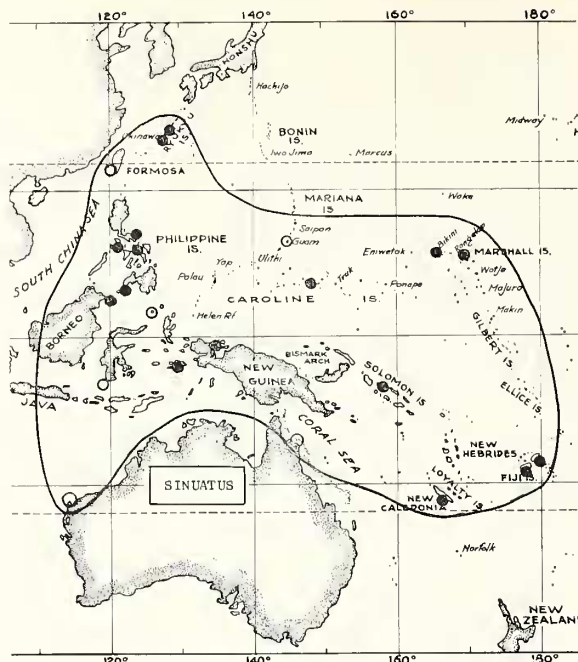 120°
140°
160°
180°
HONSHU
Hachijo
BONIN
IS.
Iwo Jima
Marcus
Midway
Okinawa
RYUKYU
IS.
FORMOSA
MARIANA
IS
Wake
Saipan
Guam
SOUTH CHINA SEA
PHILIPPINE
IS.
Yap
Ulithi
Palau
Eniwetok
Bikini
Rongelap
MARSHALL IS.
Wotje
Majuro
Makin
Truk
Ponape
CAROLINE IS.
Helen Rf.
BORNEO
GILBERT IS.
BISMARK
ARCH
NEW
GUINEA
SOLOMON IS.
ELLICE IS.
JAVA
CORAL SEA
NEW
HEBRIDES
FIJI IS.
SINUATUS
LOYALTY IS
NEW
CALEDONIA
Norfolk
NEW
ZEALAND
120°
140°
160°
180°